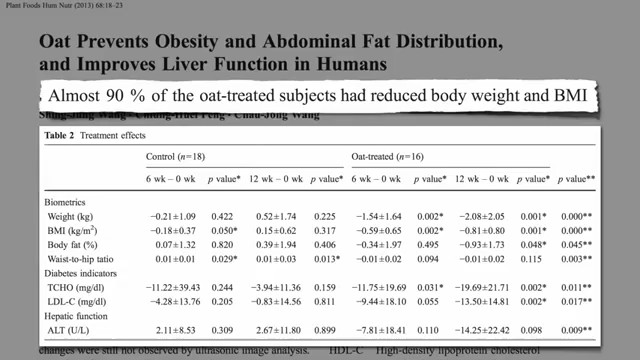 Plant Foods Hum Nutr (2013) 68:18–23
Oat Prevents Obesity and Abdominal Fat Distribution,
and Improves Liver Function in Humans
Almost 90 % of the oat-treated subjects had reduced body weight and BMI
Table 2 Treatment effects
Control (n=18) Oat-treated (n=16)
6 wk – 0 wk p value* 12 wk – 0 wk p value* 6 wk – 0 wk p value* 12 wk – 0 wk p value* p value**
Biometrics
Weight (kg) −0.21±1.09 0.422 0.52±1.74 0.225 −1.54±1.64 0.002* −2.08±2.05 0.001* 0.000**
BMI (kg/m²) −0.18±0.37 0.050* 0.15±0.62 0.317 −0.59±0.65 0.002* −0.81±0.80 0.001* 0.000**
Body fat (%) 0.07±1.32 0.820 0.39±1.94 0.406 −0.34±1.97 0.495 −0.93±1.73 0.048* 0.045**
Waist-to-hip tatio 0.01±0.01 0.029* 0.01±0.03 0.013* −0.01±0.02 0.094 −0.01±0.02 0.115 0.003**
Diabetes indicators
TCHO (mg/dl) −11.22±39.43 0.244 −3.94±11.36 0.159 −11.75±19.69 0.031* −19.69±21.71 0.002* 0.011**
LDL-C (mg/dl) −4.28±13.76 0.205 −0.83±14.56 0.811 −9.44±18.10 0.055 −13.50±14.81 0.002* 0.017**
Hepatic function
ALT (U/L) 2.11±8.53 0.309 2.67±11.80 0.899 −7.81±18.41 0.110 −14.25±22.42 0.098 0.009**
changes were still not observed by ultrasonic image analysis. HDL-C High-density lipoprotein cholesterol